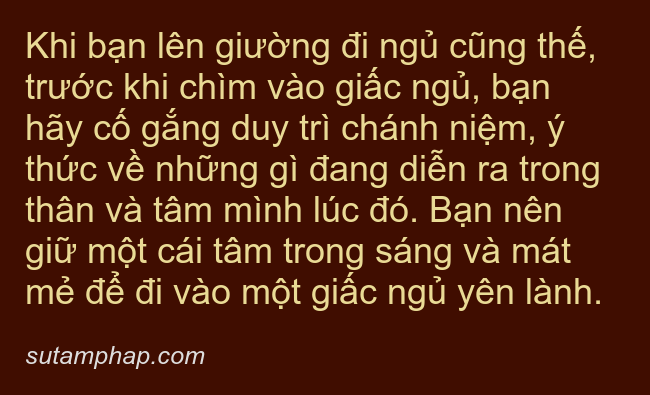 Khi bạn lên giường đi ngủ cũng thế,
trước khi chìm vào giấc ngủ, bạn
hãy cố gắng duy trì chánh niệm, ý
thức về những gì đang diễn ra trong
thân và tâm mình lúc đó. Bạn nên
giữ một cái tâm trong sáng và mát
mẻ để đi vào một giấc ngủ yên lành.
sutamphap.com